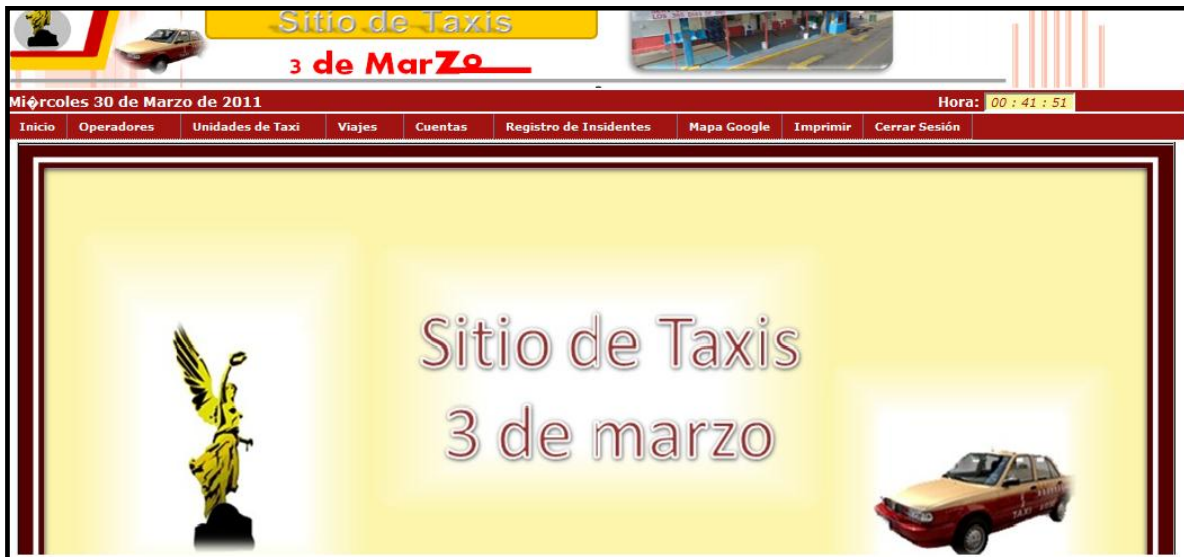 Sitio de Taxis
3 de MarZo
Mi�rcoles 30 de Marzo de 2011 Hora: 00 : 41 : 51
Inicio Operadores Unidades de Taxi Viajes Cuentas Registro de Insidentes Mapa Google Imprimir Cerrar Sesión
Sitio de Taxis
3 de marzo
TAXI